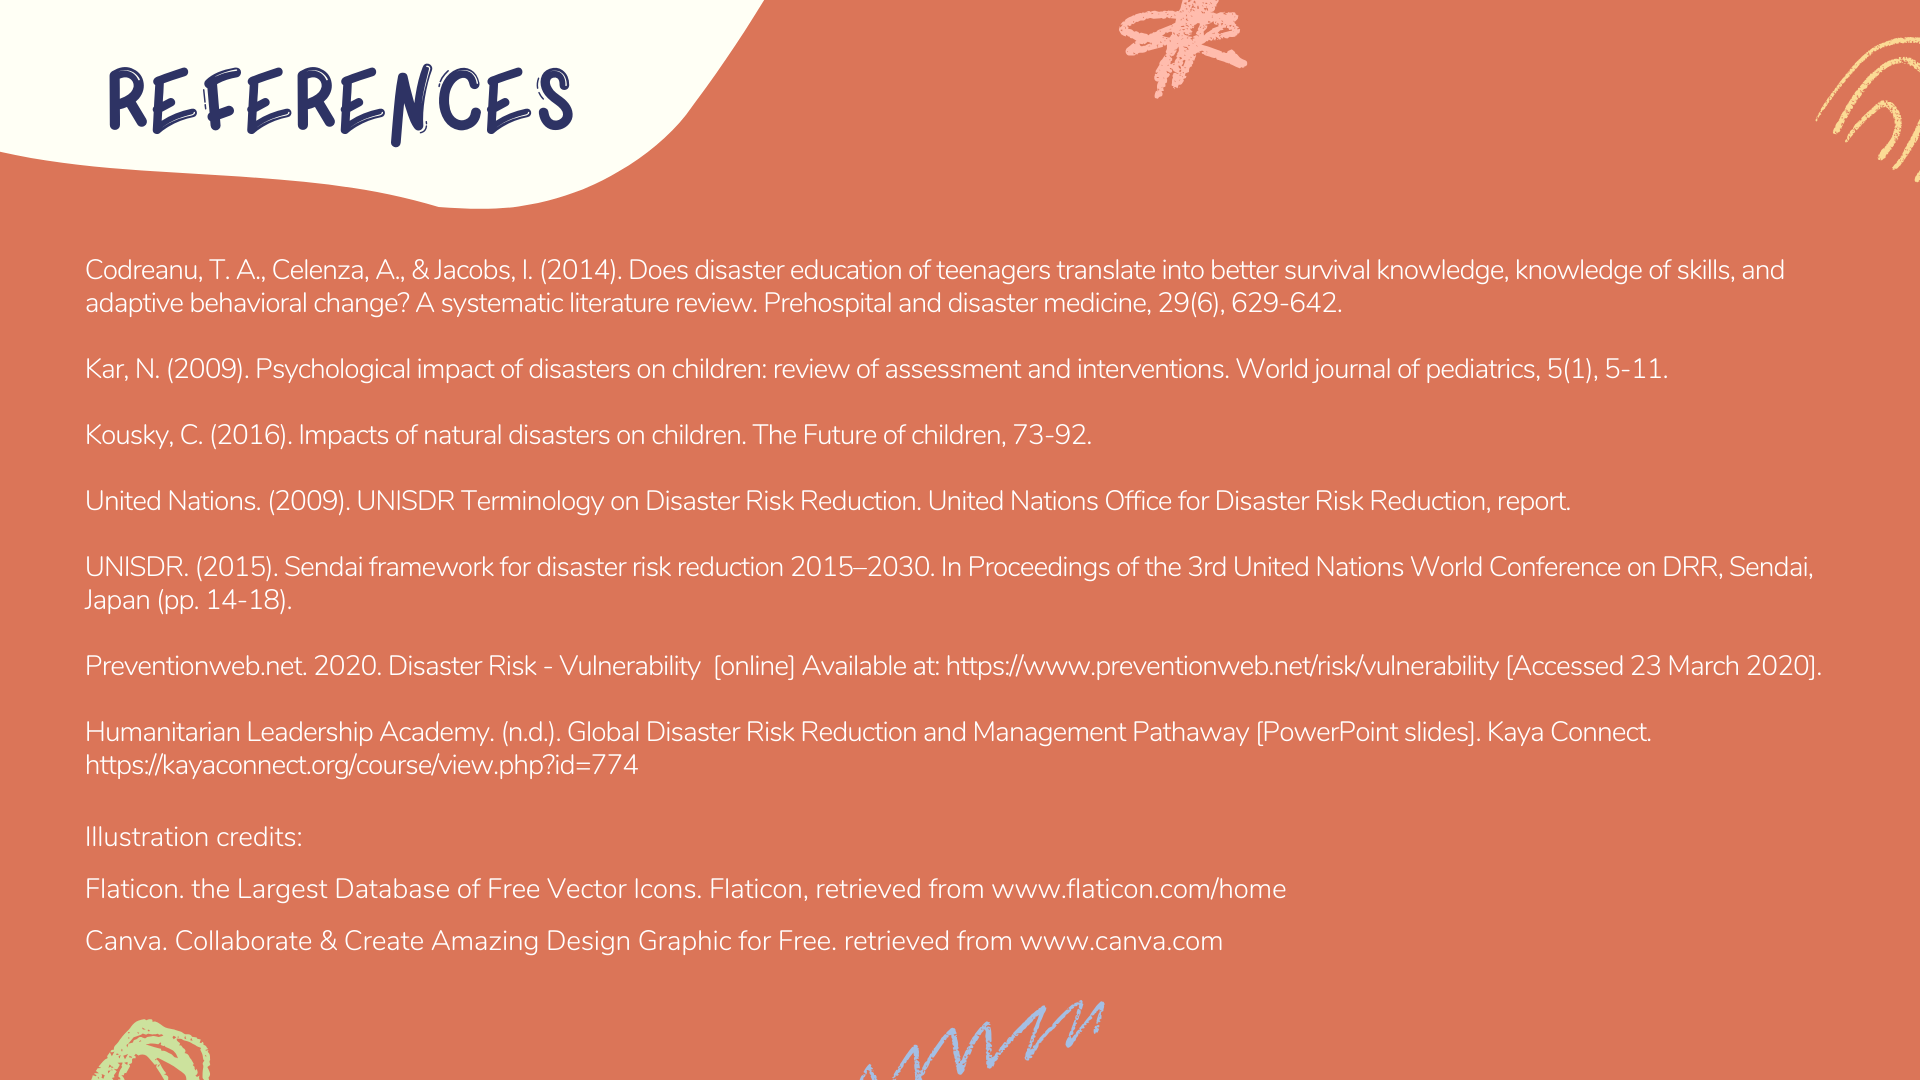 REFERENCES
Codreanu, T. A., Celenza, A., & Jacobs, I. (2014). Does disaster education of teenagers translate into better survival knowledge, knowledge of skills, and
adaptive behavioral change? A systematic literature review. Prehospital and disaster medicine, 29(6), 629-642.
Kar, N. (2009). Psychological impact of disasters on children: review of assessment and interventions. World journal of pediatrics, 5(1), 5-11.
Kousky, C. (2016). Impacts of natural disasters on children. The Future of children, 73-92.
United Nations. (2009). UNISDR Terminology on Disaster Risk Reduction. United Nations Office for Disaster Risk Reduction, report.
UNISDR. (2015). Sendai framework for disaster risk reduction 2015–2030. In Proceedings of the 3rd United Nations World Conference on DRR, Sendai,
Japan (pp. 14-18).
Preventionweb.net. 2020. Disaster Risk - Vulnerability [online] Available at: https://www.preventionweb.net/risk/vulnerability [Accessed 23 March 2020].
Humanitarian Leadership Academy. (n.d.). Global Disaster Risk Reduction and Management Pathaway [PowerPoint slides]. Kaya Connect.
https://kayaconnect.org/course/view.php?id=774
Illustration credits:
Flaticon. the Largest Database of Free Vector Icons. Flaticon, retrieved from www.flaticon.com/home
Canva. Collaborate & Create Amazing Design Graphic for Free. retrieved from www.canva.com